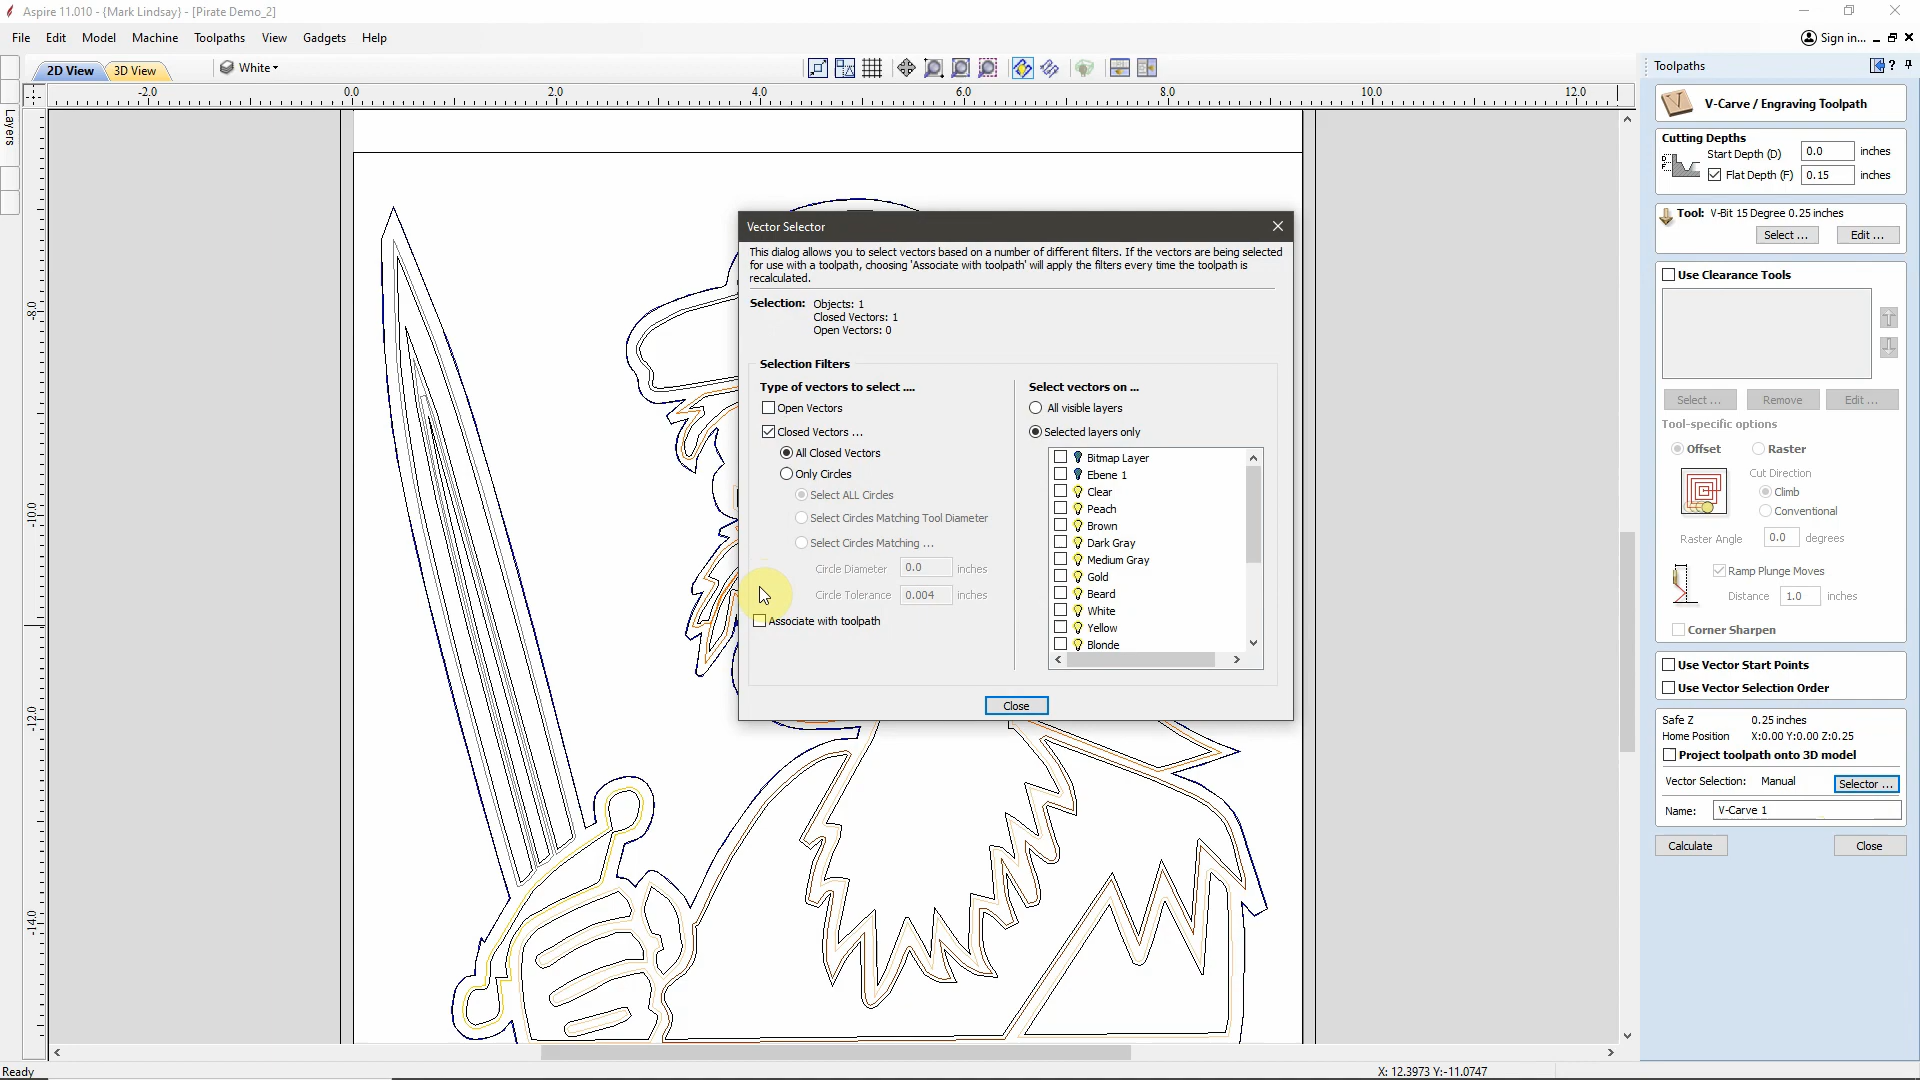 Aspire 11.010 - {Mark Lindsay} - [Pirate Demo_2]
File Edit Model Machine Toolpaths View Gadgets Help
Sign in...
2D View 3D View White
-2.0 0.0 2.0 4.0 6.0 8.0 10.0 12.0
Layers
-8.0
-10.0
-12.0
-14.0
Vector Selector
This dialog allows you to select vectors based on a number of different filters. If the vectors are being selected
for use with a toolpath, choosing 'Associate with toolpath' will apply the filters every time the toolpath is
recalculated.
Selection: Objects: 1
Closed Vectors: 1
Open Vectors: 0
Selection Filters
Type of vectors to select ....
Open Vectors
Closed Vectors ...
All Closed Vectors
Only Circles
Select ALL Circles
Select Circles Matching Tool Diameter
Select Circles Matching ...
Circle Diameter 0.0 inches
Circle Tolerance 0.004 inches
Associate with toolpath
Select vectors on ...
All visible layers
Selected layers only
Bitmap Layer
Ebene 1
Clear
Peach
Brown
Dark Gray
Medium Gray
Gold
Beard
White
Yellow
Blonde
Close
Toolpaths
V-Carve / Engraving Toolpath
Cutting Depths
Start Depth (D) 0.0 inches
Flat Depth (F) 0.15 inches
Tool: V-Bit 15 Degree 0.25 inches
Select ... Edit ...
Use Clearance Tools
Select ... Remove Edit ...
Tool-specific options
Offset Raster
Cut Direction
Climb
Conventional
Raster Angle 0.0 degrees
Ramp Plunge Moves
Distance 1.0 inches
Corner Sharpen
Use Vector Start Points
Use Vector Selection Order
Safe Z 0.25 inches
Home Position X:0.00 Y:0.00 Z:0.25
Project toolpath onto 3D model
Vector Selection: Manual Selector ...
Name: V-Carve 1
Calculate Close
Ready
X: 12.3973 Y:-11.0747